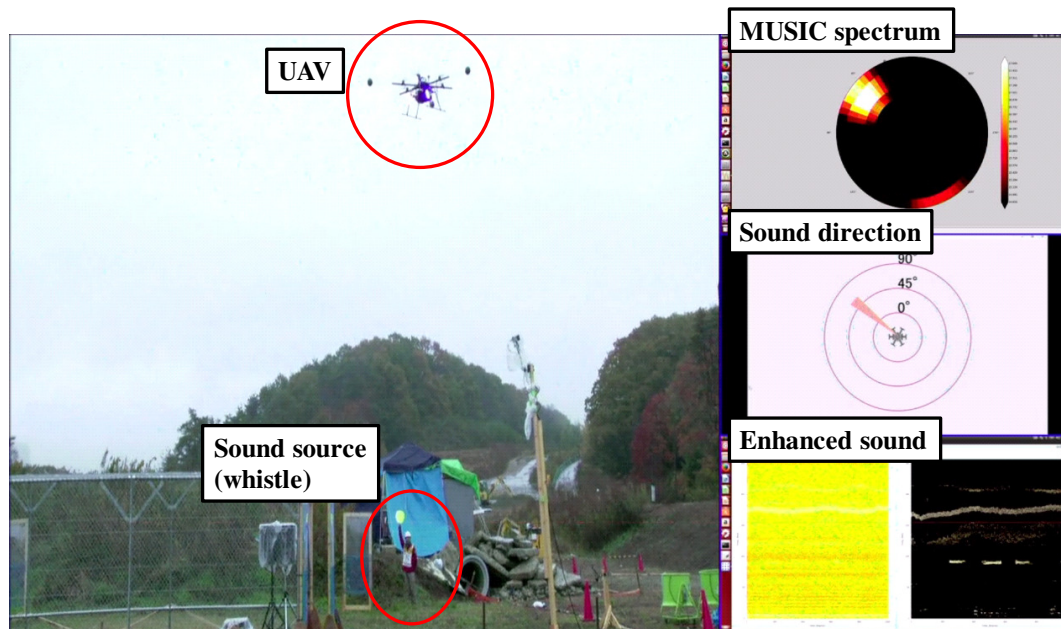 UAV
MUSIC spectrum
Sound direction
90°
45°
0°
Sound source
(whistle)
Enhanced sound